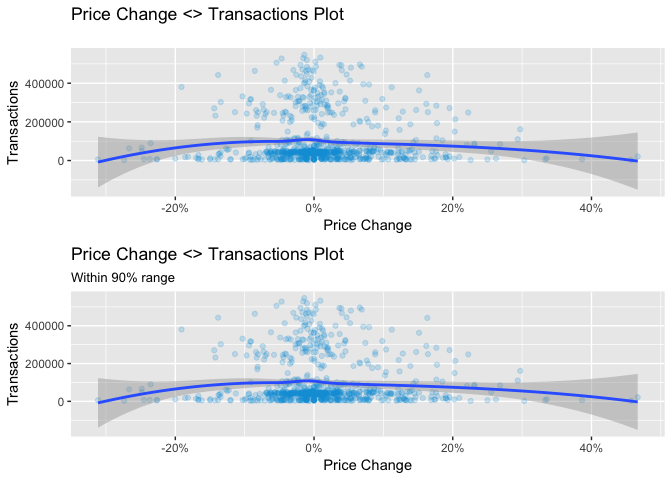 Price Change <> Transactions Plot
400000
200000
0
Transactions
-20% 0% 20% 40%
Price Change
Price Change <> Transactions Plot
Within 90% range
400000
200000
0
Transactions
-20% 0% 20% 40%
Price Change